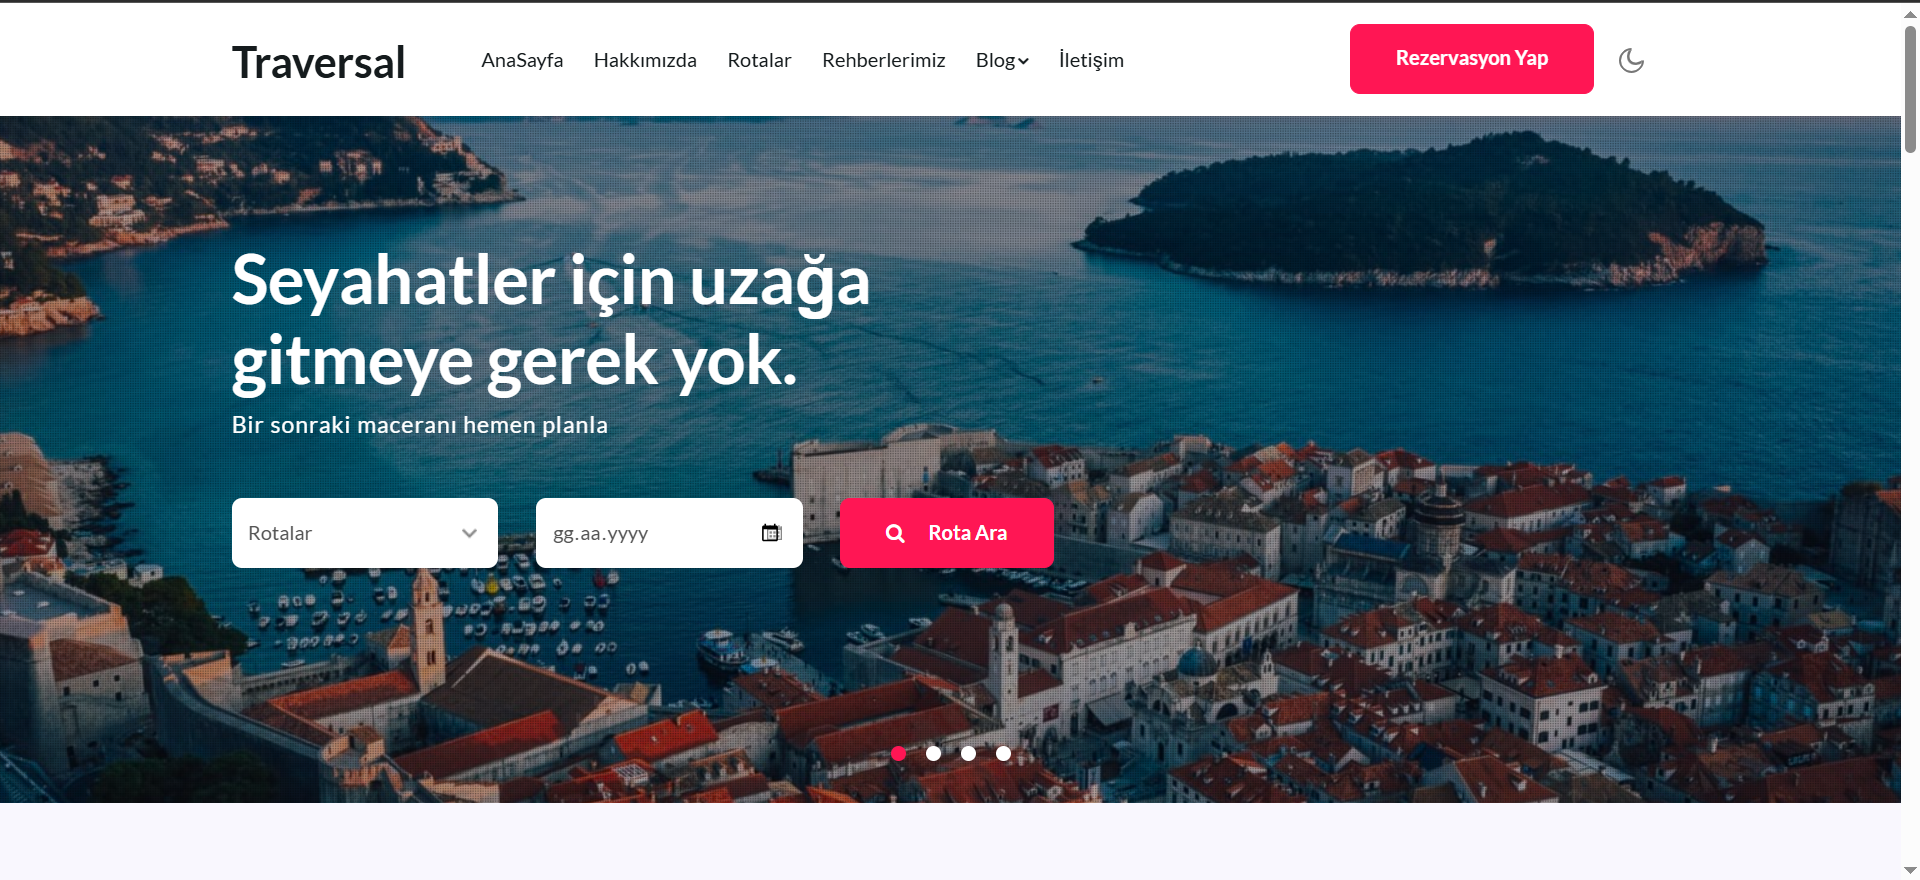 Traversal
AnaSayfa
Hakkımızda
Rotalar
Rehberlerimiz
Blog
İletişim
Rezervasyon Yap
Seyahatler için uzağa
gitmeye gerek yok.
Bir sonraki maceranı hemen planla
Rotalar
gg.aa.yyyy
Rota Ara